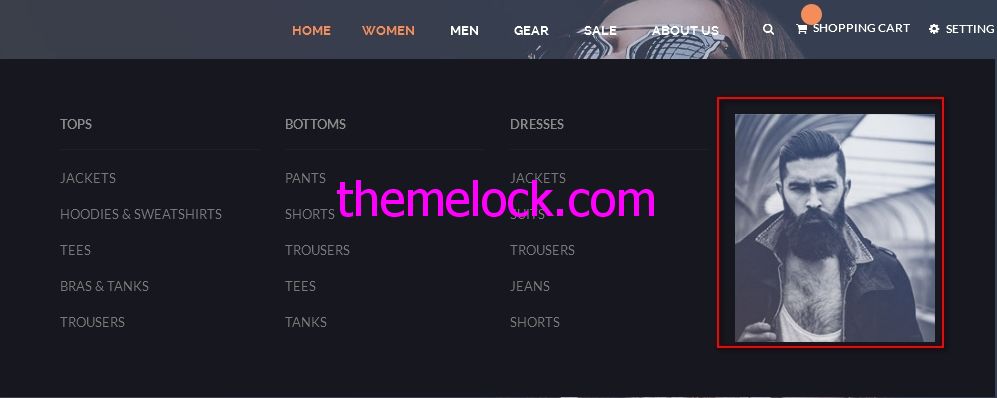 HOME WOMEN MEN GEAR SALE ABOUT US SHOPPING CART SETTING
TOPS BOTTOMS DRESSES
JACKETS PANTS JACKETS
HOODIES & SWEATSHIRTS SHORTS SUITS
themelock.com
TEES TROUSERS TROUSERS
BRAS & TANKS TEES JEANS
TROUSERS TANKS SHORTS